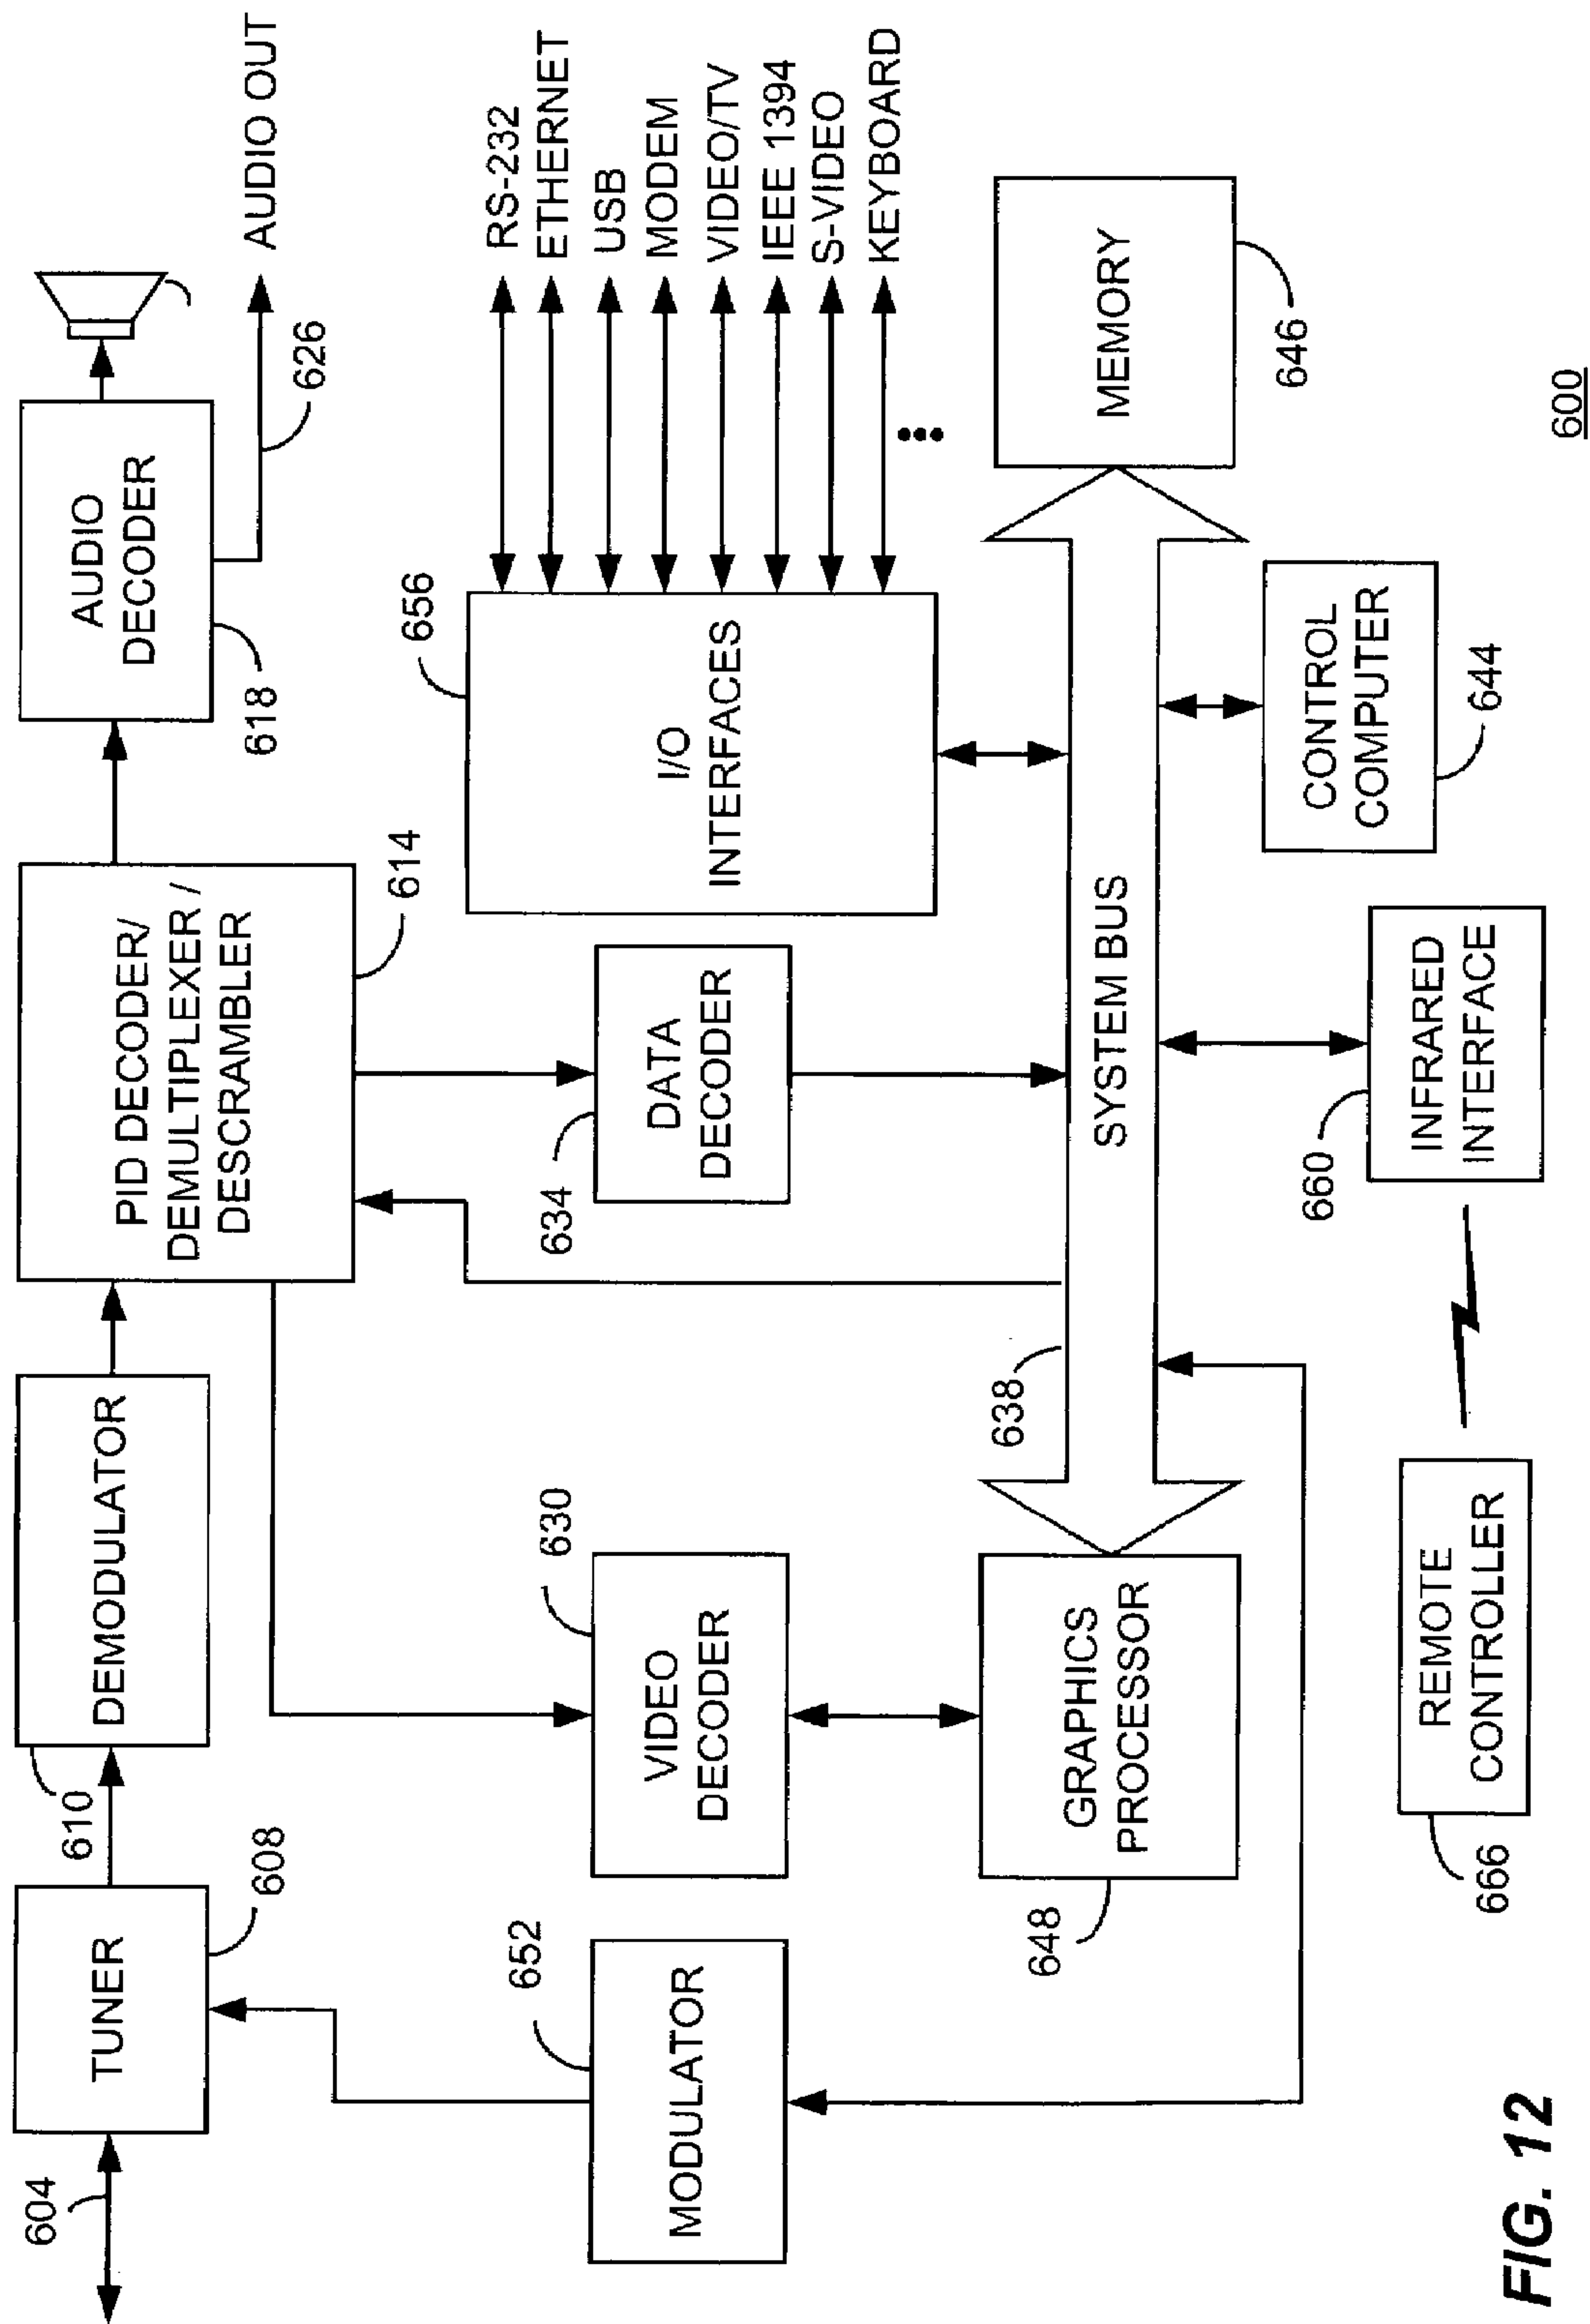 AUDIO OUT
626
AUDIO
DECODER
618
PID DECODER/
DEMULTIPLEXER /
DESCRAMBLER
614
DEMODULATOR
610
TUNER
608
604
RS-232
ETHERNET
USB
MODEM
VIDEO/TV
IEEE 1394
S-VIDEO
KEYBOARD
656
I/O
INTERFACES
DATA
DECODER
634
630
VIDEO
DECODER
652
MODULATOR
MEMORY
646
SYSTEM BUS
638
GRAPHICS
PROCESSOR
648
CONTROL
COMPUTER
644
INFRARED
INTERFACE
660
REMOTE
CONTROLLER
666
600
FIG. 12